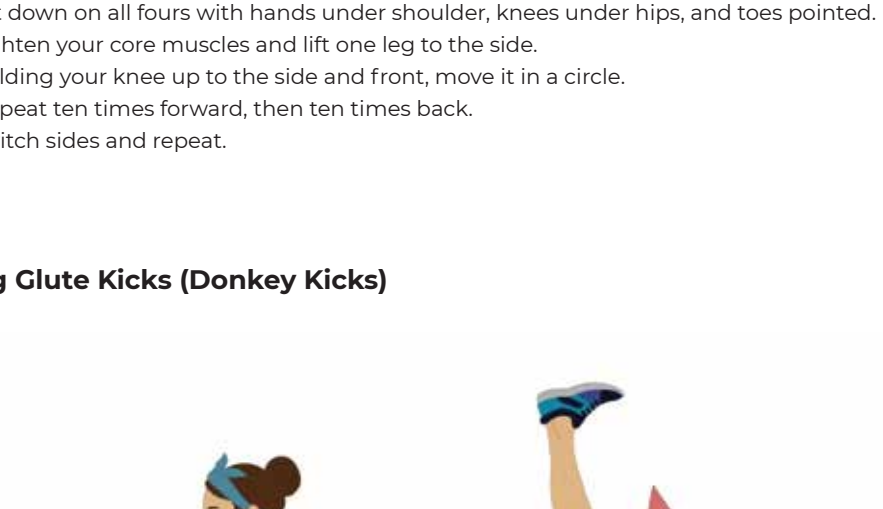 down on all fours with hands under shoulder, knees under hips, and toes pointed.
hten your core muscles and lift one leg to the side.
lding your knee up to the side and front, move it in a circle.
peat ten times forward, then ten times back.
itch sides and repeat.
g Glute Kicks (Donkey Kicks)